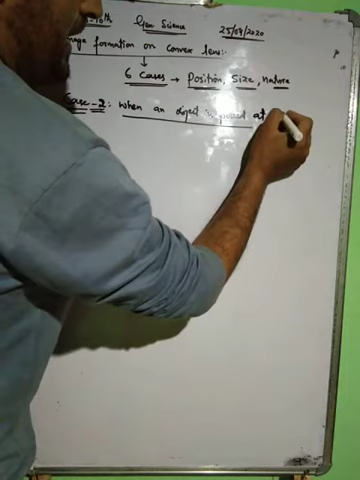 10th Gen Science 25/04/2020
Image formation on convex lens:-
↓
6 Cases → Position, Size, Nature
Case-2: When an object is placed at